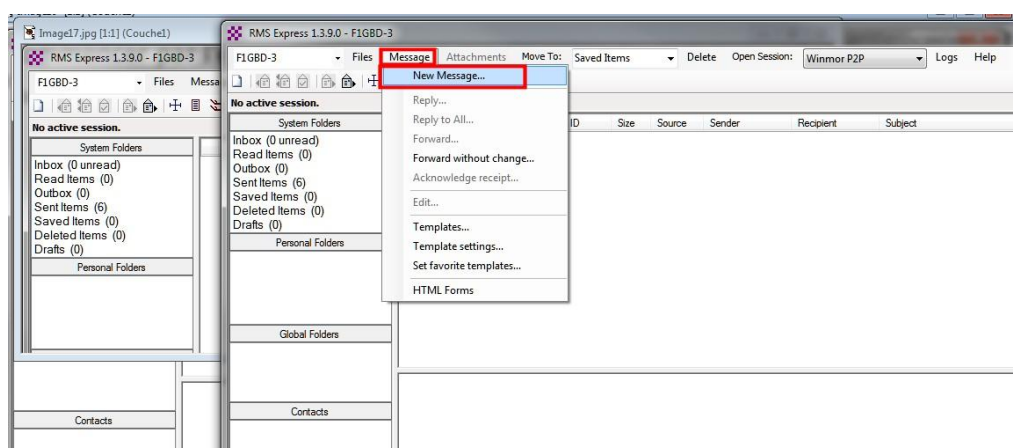 Image17.jpg [1:1] (Couche1)
RMS Express 1.3.9.0 - F1GBD-3
F1GBD-3 Files Messa
No active session.
System Folders
Inbox (0 unread)
Read Items (0)
Outbox (0)
Sent Items (6)
Saved Items (0)
Deleted Items (0)
Drafts (0)
Personal Folders
Contacts
RMS Express 1.3.9.0 - F1GBD-3
F1GBD-3 Files Message Attachments Move To: Saved Items Delete Open Session: Winmor P2P Logs Help
No active session.
System Folders
Inbox (0 unread)
Read Items (0)
Outbox (0)
Sent Items (6)
Saved Items (0)
Deleted Items (0)
Drafts (0)
Personal Folders
Global Folders
Contacts
New Message...
Reply...
Reply to All...
Forward...
Forward without change...
Acknowledge receipt...
Edit...
Templates...
Template settings...
Set favorite templates...
HTML Forms
ID Size Source Sender Recipient Subject